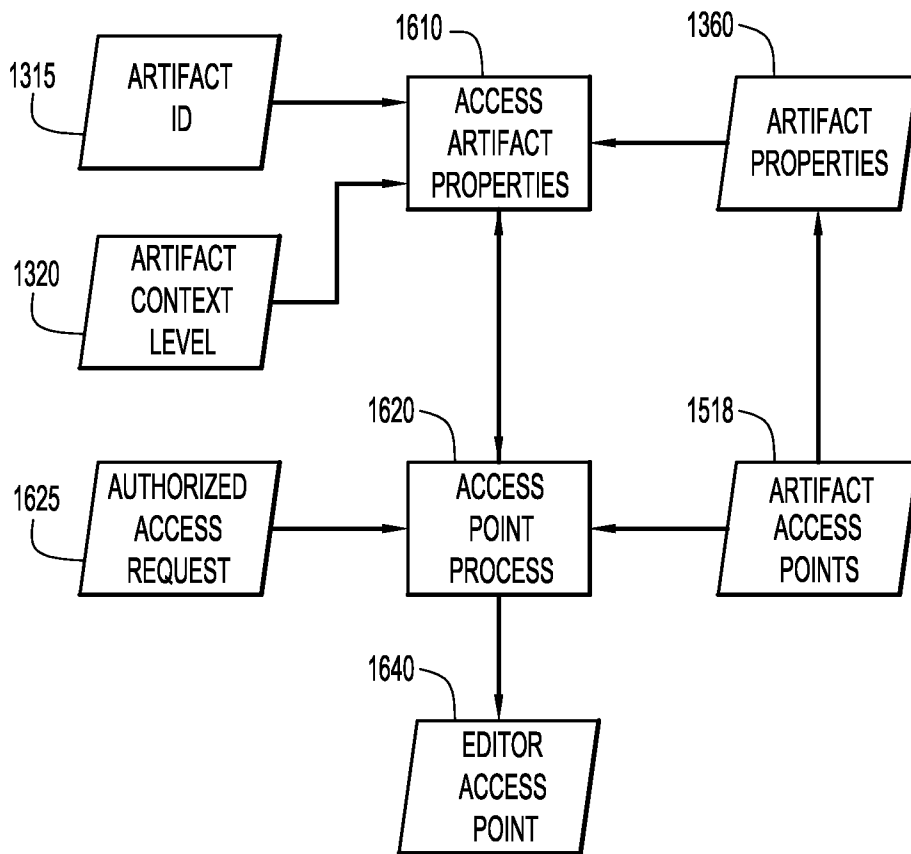 1315
ARTIFACT
ID
1610
ACCESS
ARTIFACT
PROPERTIES
1360
ARTIFACT
PROPERTIES
1320
ARTIFACT
CONTEXT
LEVEL
1625
AUTHORIZED
ACCESS
REQUEST
1620
ACCESS
POINT
PROCESS
1518
ARTIFACT
ACCESS
POINTS
1640
EDITOR
ACCESS
POINT